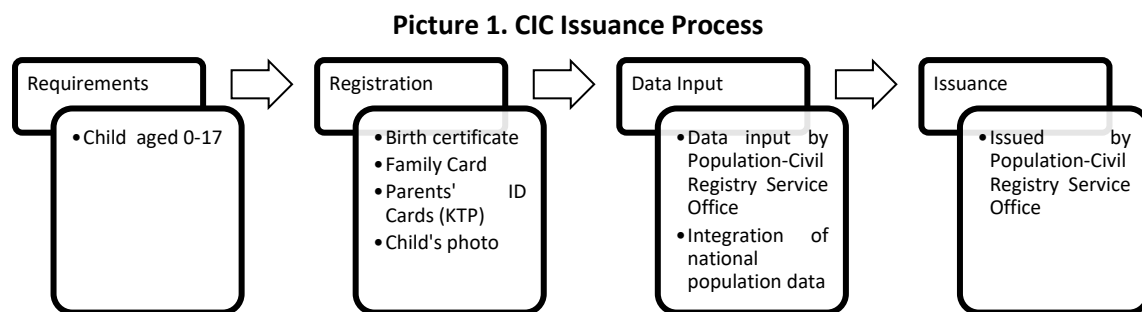 Picture 1. CIC Issuance Process
Requirements
•Child aged 0-17
Registration
•Birth certificate
•Family Card
•Parents' ID
Cards (KTP)
•Child's photo
Data Input
•Data input by
Population-Civil
Registry Service
Office
•Integration of
national
population data
Issuance
•Issued by
Population-Civil
Registry Service
Office